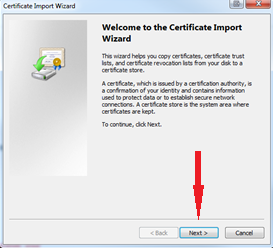 Certificate Import Wizard
Welcome to the Certificate Import
Wizard
This wizard helps you copy certificates, certificate trust
lists, and certificate revocation lists from your disk to a
certificate store.
A certificate, which is issued by a certification authority, is
a confirmation of your identity and contains information
used to protect data or to establish secure network
connections. A certificate store is the system area where
certificates are kept.
To continue, click Next.
< Back Next > Cancel